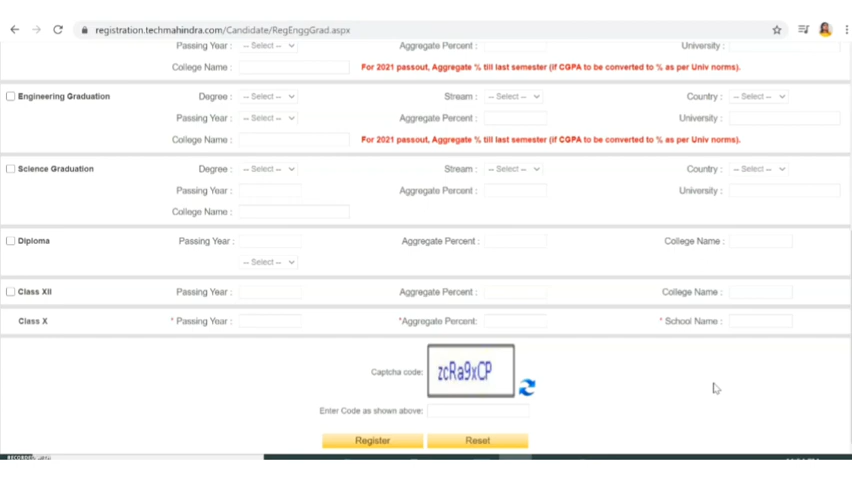 registration.techmahindra.com/Candidate/RegEnggGrad.aspx
Passing Year : -- Select -- Aggregate Percent : University :
College Name : For 2021 passout, Aggregate % till last semester (if CGPA to be converted to % as per Univ norms).
Engineering Graduation Degree : -- Select -- Stream : -- Select -- Country : -- Select --
Passing Year : -- Select -- Aggregate Percent : University :
College Name : For 2021 passout, Aggregate % till last semester (if CGPA to be converted to % as per Univ norms).
Science Graduation Degree : -- Select -- Stream : -- Select -- Country : -- Select --
Passing Year : Aggregate Percent : University :
College Name :
Diploma Passing Year : Aggregate Percent : College Name :
-- Select --
Class XII Passing Year : Aggregate Percent : College Name :
Class X * Passing Year : *Aggregate Percent: * School Name :
Captcha code: zcRa9xCP
Enter Code as shown above:
Register Reset